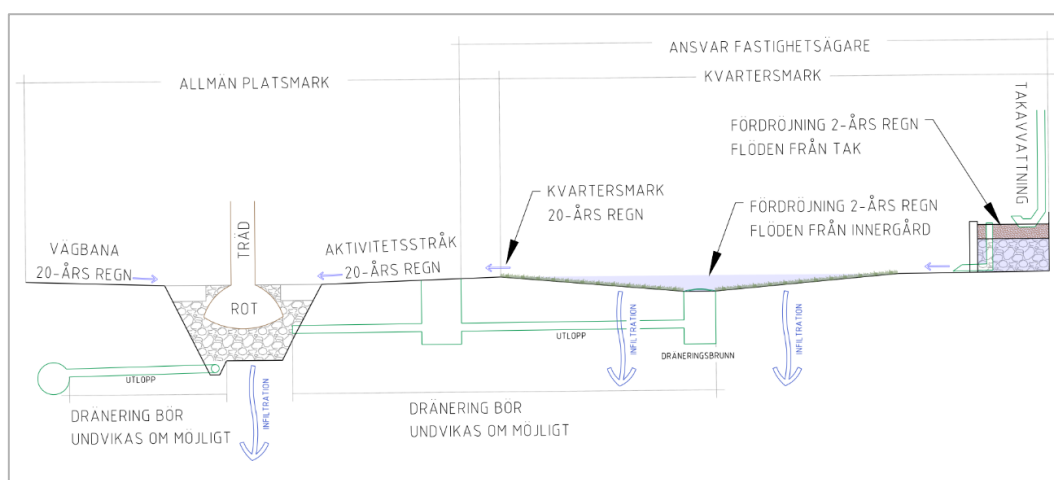 ANSVAR FASTIGHETSÄGARE
ALLMÄN PLATSMARK
KVARTERSMARK
TAKAVVATTNING
FÖRDRÖJNING 2-ÅRS REGN
FLÖDEN FRÅN TAK
KVARTERSMARK
20-ÅRS REGN
FÖRDRÖJNING 2-ÅRS REGN
FLÖDEN FRÅN INNERGÅRD
TRÄD
VÄGBANA
20-ÅRS REGN
AKTIVITETSSTRÅK
20-ÅRS REGN
ROT
INFILTRATION
INFILTRATION
UTLOPP
DRÄNERINGSBRUNN
UTLOPP
INFILTRATION
DRÄNERING BÖR
UNDVIKAS OM MÖJLIGT
DRÄNERING BÖR
UNDVIKAS OM MÖJLIGT